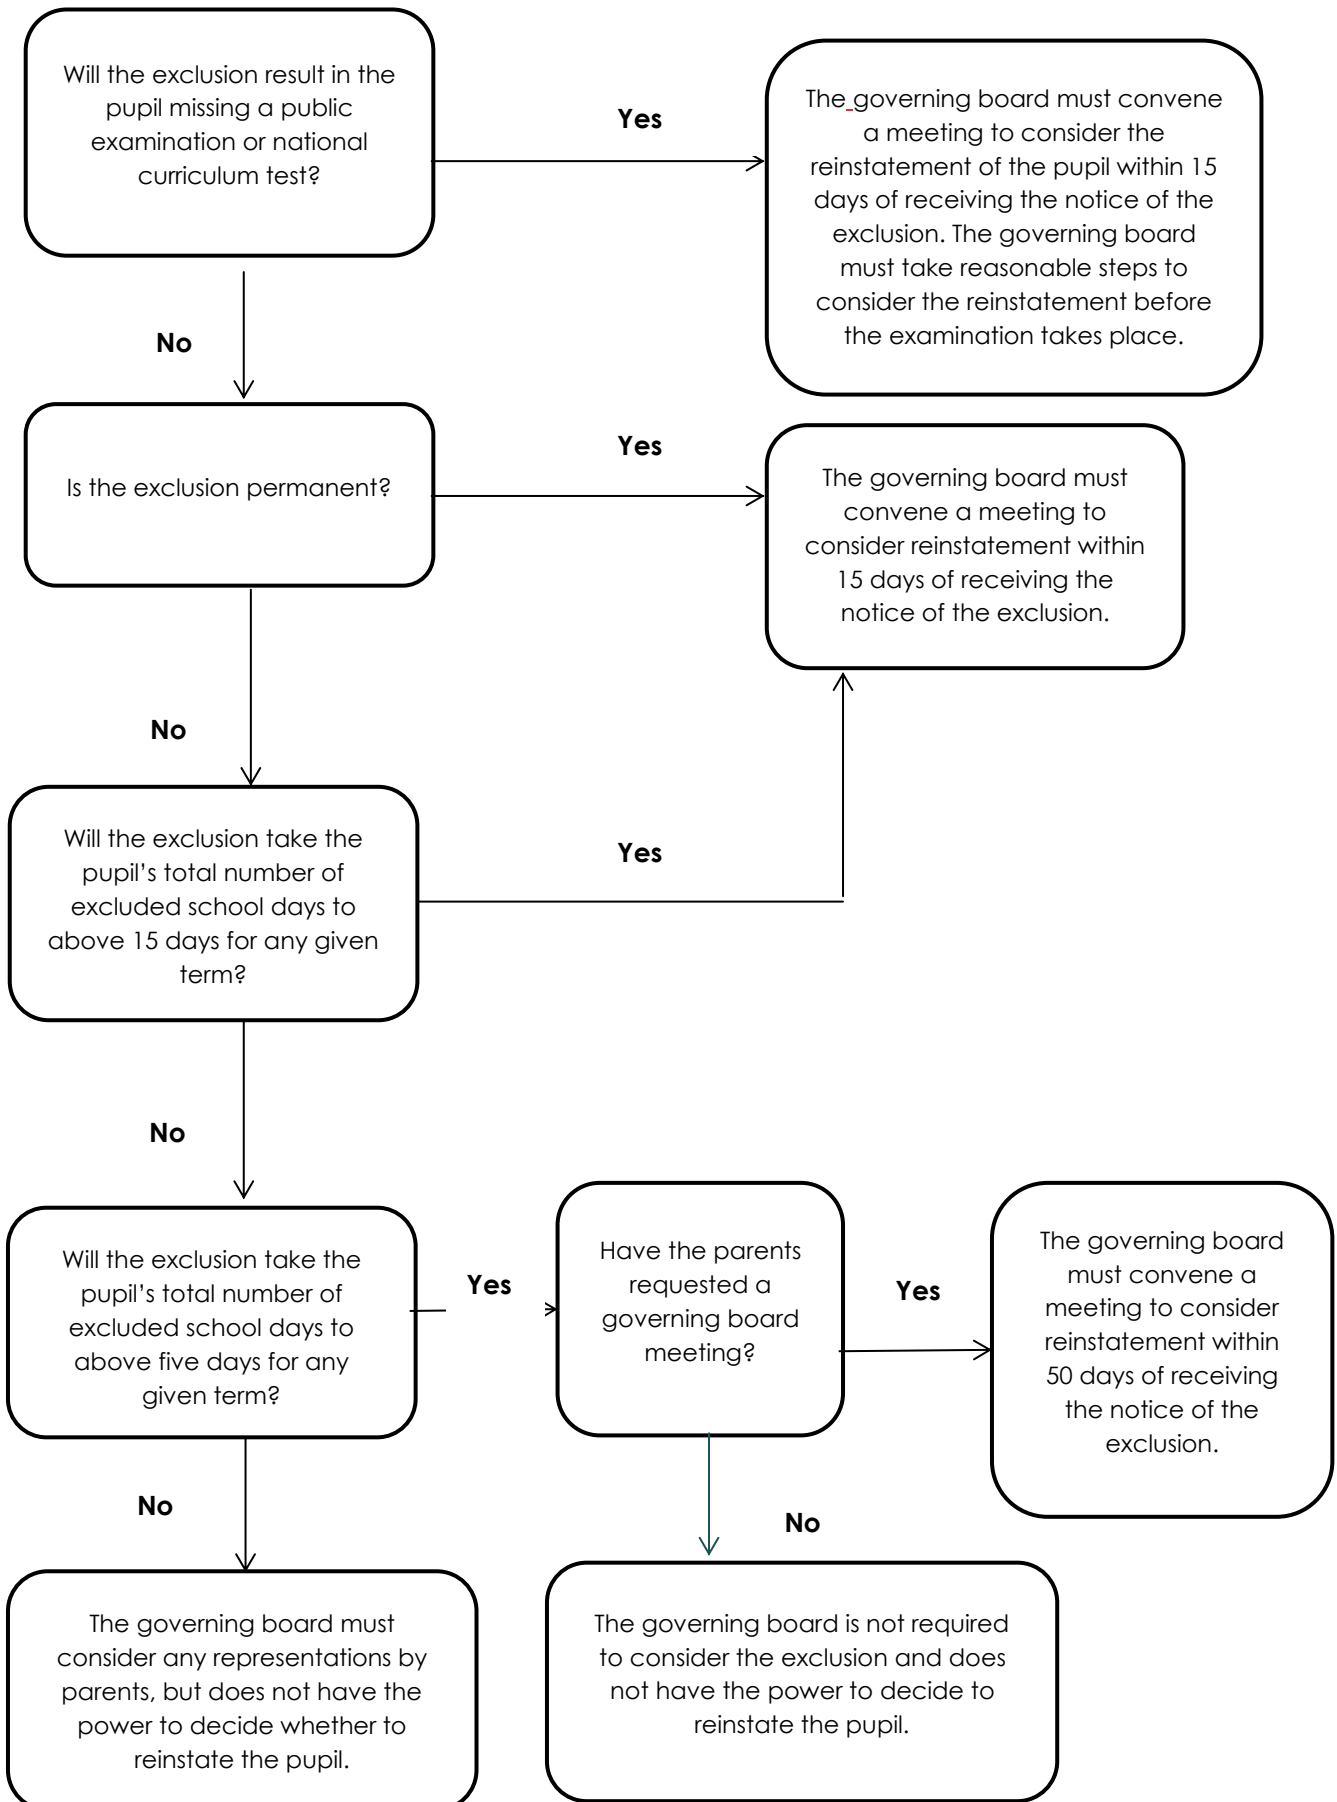 Will the exclusion result in the
pupil missing a public
examination or national
curriculum test?
Yes
The governing board must convene
a meeting to consider the
reinstatement of the pupil within 15
days of receiving the notice of the
exclusion. The governing board
must take reasonable steps to
consider the reinstatement before
the examination takes place.
No
Is the exclusion permanent?
Yes
The governing board must
convene a meeting to
consider reinstatement within
15 days of receiving the
notice of the exclusion.
No
Will the exclusion take the
pupil’s total number of
excluded school days to
above 15 days for any given
term?
Yes
No
Will the exclusion take the
pupil’s total number of
excluded school days to
above five days for any
given term?
Yes
Have the parents
requested a
governing board
meeting?
Yes
The governing board
must convene a
meeting to consider
reinstatement within
50 days of receiving
the notice of the
exclusion.
No
The governing board must
consider any representations by
parents, but does not have the
power to decide whether to
reinstate the pupil.
No
The governing board is not required
to consider the exclusion and does
not have the power to decide to
reinstate the pupil.